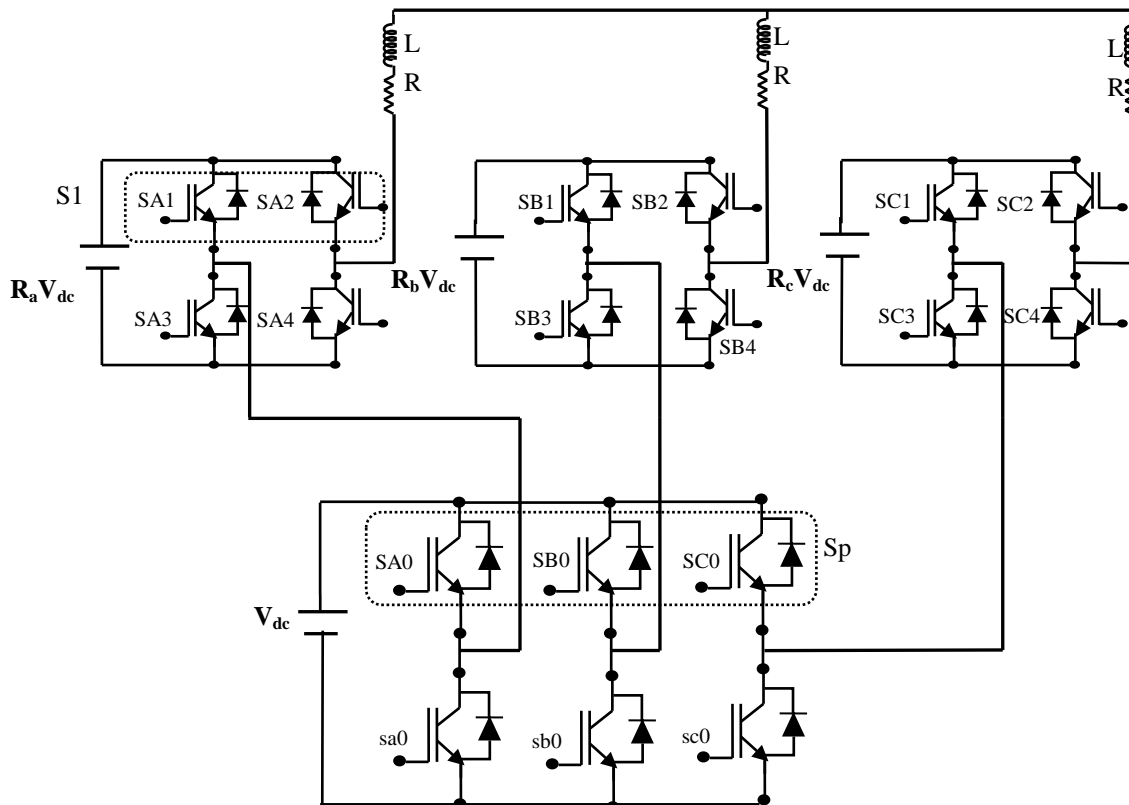 L
L
L
R
R
R
S1
SA1
SA2
SB1
SB2
SC1
SC2
RaVdc
RbVdc
RcVdc
SA3
SA4
SB3
SB4
SC3
SC4
SA0
SB0
SC0
Sp
Vdc
sa0
sb0
sc0